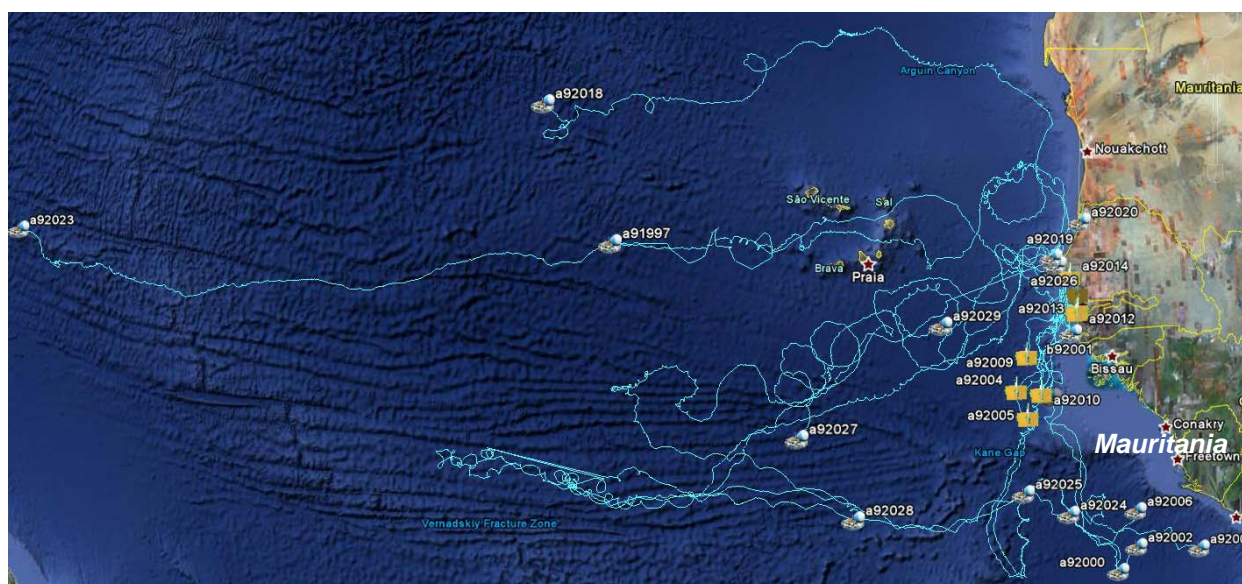 Arguin Canyon
a92018
Mauritania
Nouakchott
São Vicente
Sal
a92023
a92020
a91997
a92019
Brava
Praia
a92014
a92026
a92013
a92029
a92012
b92001
a92009
Bissau
a92004
a92010
a92005
Conakry
a92027
Mauritania
Kane Gap
Freetown
a92025
a92006
Vernadskiy Fracture Zone
a92028
a92024
a92002
a9200
a92000